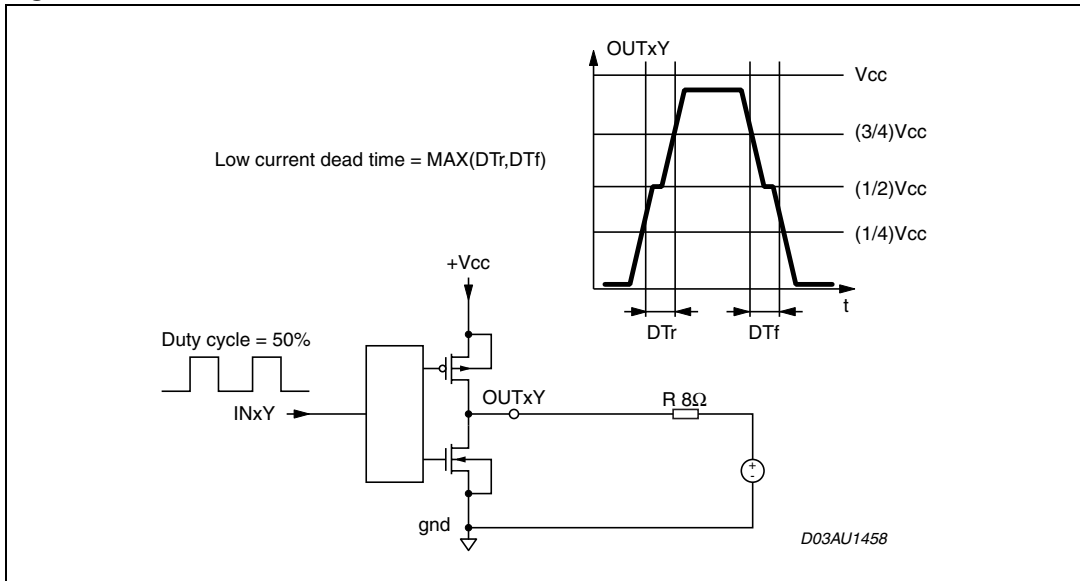 OUTxY
Vcc
(3/4)Vcc
Low current dead time = MAX(DTr,DTf)
(1/2)Vcc
(1/4)Vcc
+Vcc
t
DTr
DTf
Duty cycle = 50%
OUTxY
R 8Ω
INxY
+
-
gnd
D03AU1458